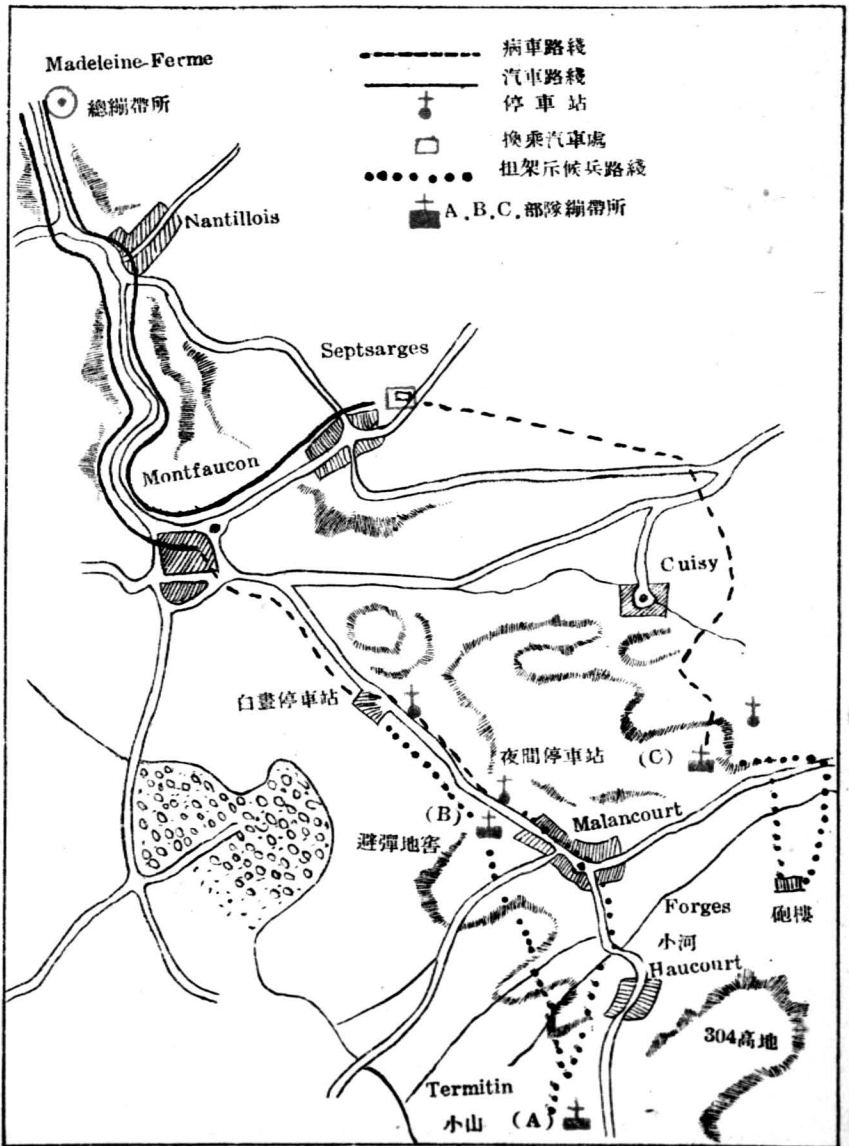 Madeleine-Ferme
總繃帶所
病車路綫
汽車路綫
停車站
換乘汽車處
担架示候兵路綫
A.B.C.部隊繃帶所
Nantillois
Septsarges
Montfaucon
Cuisy
白晝停車站
夜間停車站
(C)
(B)
Malancourt
避彈地窖
Forges
小河
砲樓
Haucourt
304高地
Termitin
小山 (A)